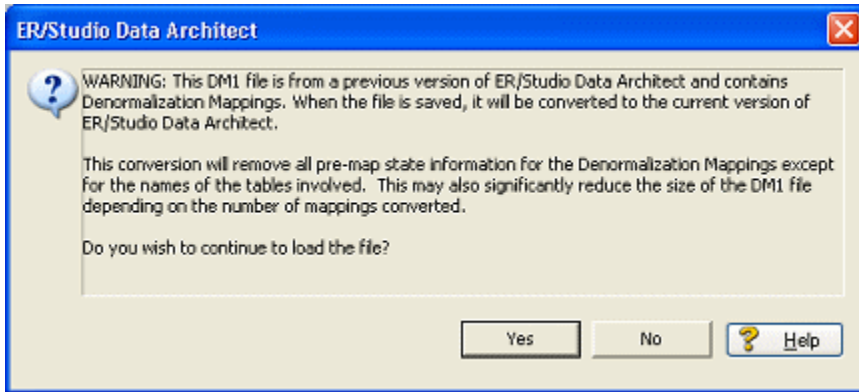 ER/Studio Data Architect
WARNING: This DM1 file is from a previous version of ER/Studio Data Architect and contains
Denormalization Mappings. When the file is saved, it will be converted to the current version of
ER/Studio Data Architect.
This conversion will remove all pre-map state information for the Denormalization Mappings except
for the names of the tables involved. This may also significantly reduce the size of the DM1 file
depending on the number of mappings converted.
Do you wish to continue to load the file?
Yes No Help